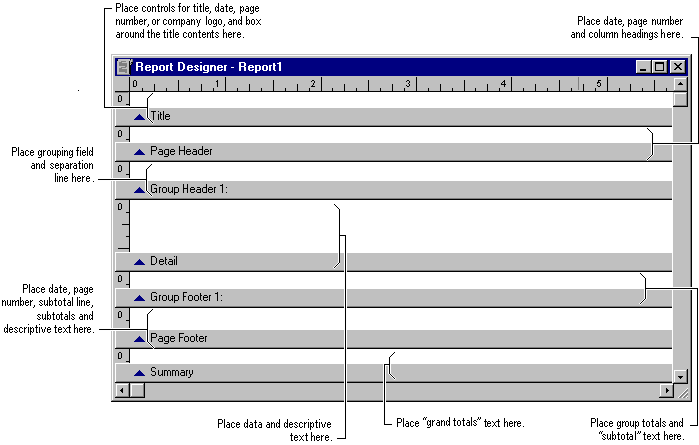 Place controls for title, date, page
number, or company logo, and box
around the title contents here.
Place date, page number
and column headings here.
Report Designer - Report1
0 1 2 3 4 5
0
Title
0
Page Header
Place grouping field
and separation
line here.
0
Group Header 1:
0
Detail
0
Group Footer 1:
Place date, page
number, subtotal line,
subtotals and
descriptive text here.
0
Page Footer
0
Summary
Place data and descriptive
text here.
Place "grand totals" text here.
Place group totals and
"subtotal" text here.